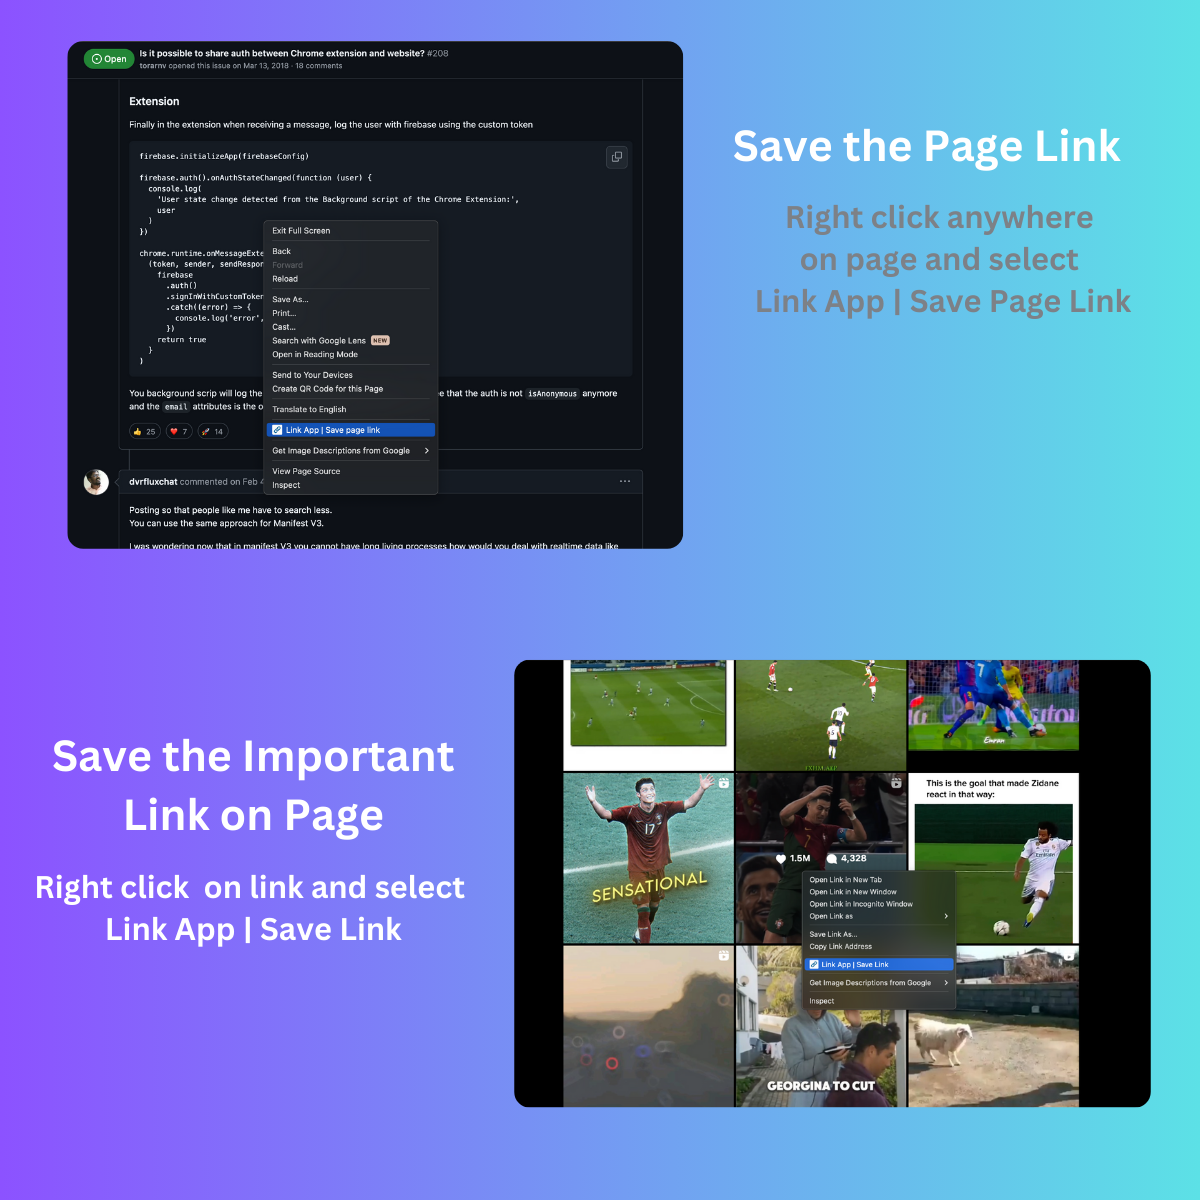 Open
Is it possible to share auth between Chrome extension and website? #208
torarnv opened this issue on Mar 13, 2018 · 18 comments
Extension
Finally in the extension when receiving a message, log the user with firebase using the custom token
firebase.initializeApp(firebaseConfig)
firebase.auth().onAuthStateChanged(function (user) {
console.log(
'User state change detected from the Background script of the Chrome Extension:',
user
)
})
chrome.runtime.onMessageExte
(token, sender, sendRespon
firebase
.auth()
.signInWithCustomToken
.catch((error) => {
console.log('error',
})
return true
}
)
You background scrip will log the
e that the auth is not isAnonymous anymore
and the email attributes is the o
25 7 14
dvrfluxchat commented on Feb 4
Posting so that people like me have to search less.
You can use the same approach for Manifest V3.
I was wondering now that in manifest V3 you cannot have long living processes how would you deal with realtime data like
Exit Full Screen
Back
Forward
Reload
Save As...
Print...
Cast...
Search with Google Lens NEW
Open in Reading Mode
Send to Your Devices
Create QR Code for this Page
Translate to English
Link App | Save page link
Get Image Descriptions from Google
View Page Source
Inspect
Save the Page Link
Right click anywhere
on page and select
Link App | Save Page Link
Save the Important
Link on Page
Right click on link and select
Link App | Save Link
7
Emran
17
SENSATIONAL
1.5M 4,328
This is the goal that made Zidane
react in that way:
Open Link in New Tab
Open Link in New Window
Open Link in Incognito Window
Open Link as
Save Link As...
Copy Link Address
Link App | Save Link
Get Image Descriptions from Google
Inspect
GEORGINA TO CUT